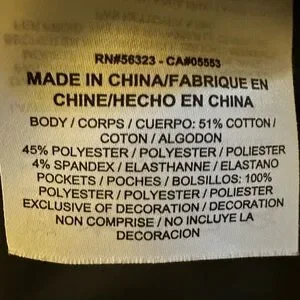 RN#56323 - CA#05553
MADE IN CHINA/FABRIQUE EN
CHINE/HECHO EN CHINA
BODY / CORPS / CUERPO: 51% COTTON /
COTON / ALGODON
45% POLYESTER / POLYESTER / POLIESTER
4% SPANDEX / ELASTHANNE / ELASTANO
POCKETS / POCHES / BOLSILLOS: 100%
POLYESTER / POLYESTER / POLIESTER
EXCLUSIVE OF DECORATION / DECORATION
NON COMPRISE / NO INCLUYE LA
DECORACION